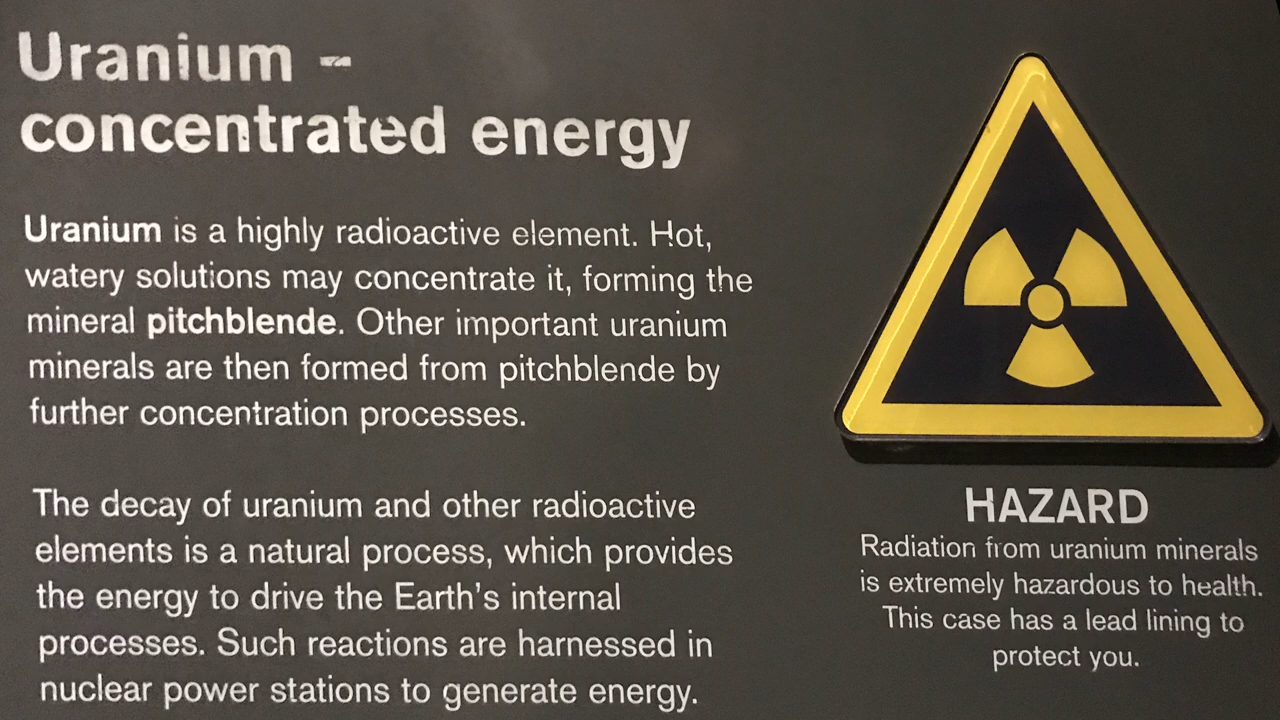 Uranium –
concentrated energy
Uranium is a highly radioactive element. Hot,
watery solutions may concentrate it, forming the
mineral pitchblende. Other important uranium
minerals are then formed from pitchblende by
further concentration processes.
The decay of uranium and other radioactive
elements is a natural process, which provides
the energy to drive the Earth's internal
processes. Such reactions are harnessed in
nuclear power stations to generate energy.
HAZARD
Radiation from uranium minerals
is extremely hazardous to health.
This case has a lead lining to
protect you.